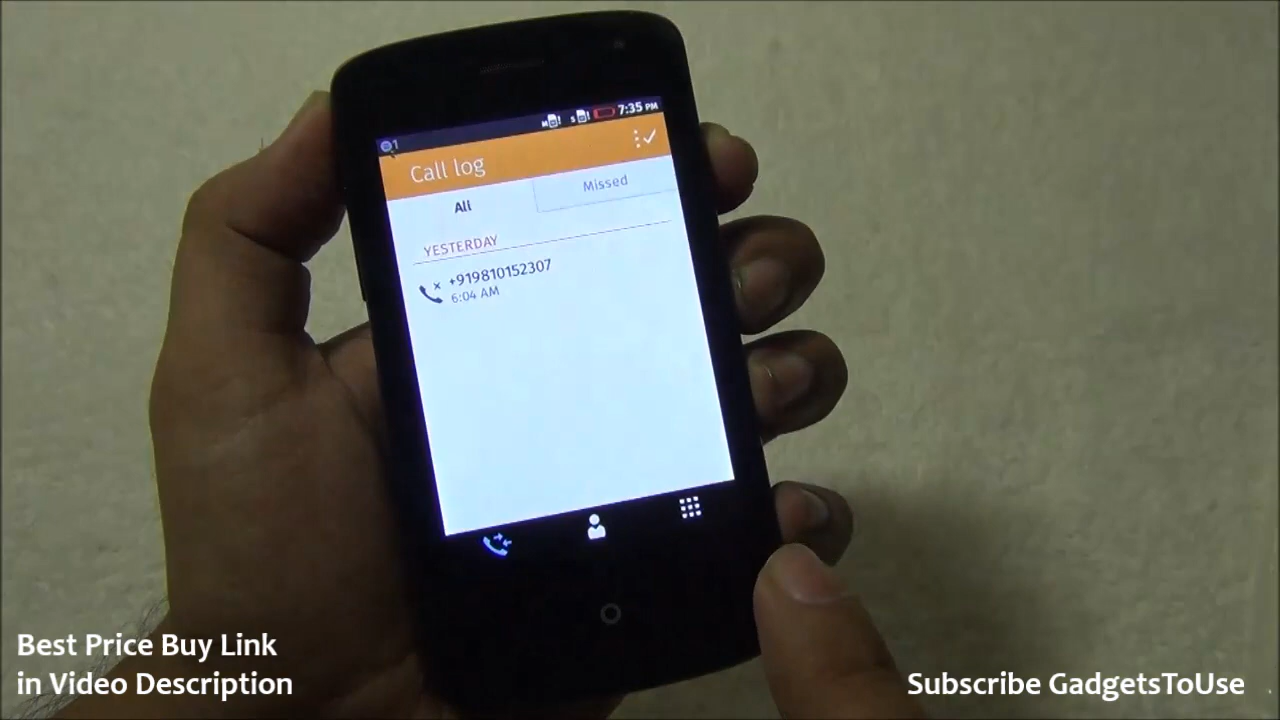 1 M ! S ! 7:35 PM
Call log
All Missed
YESTERDAY
+919810152307
6:04 AM
Best Price Buy Link
in Video Description
Subscribe GadgetsToUse